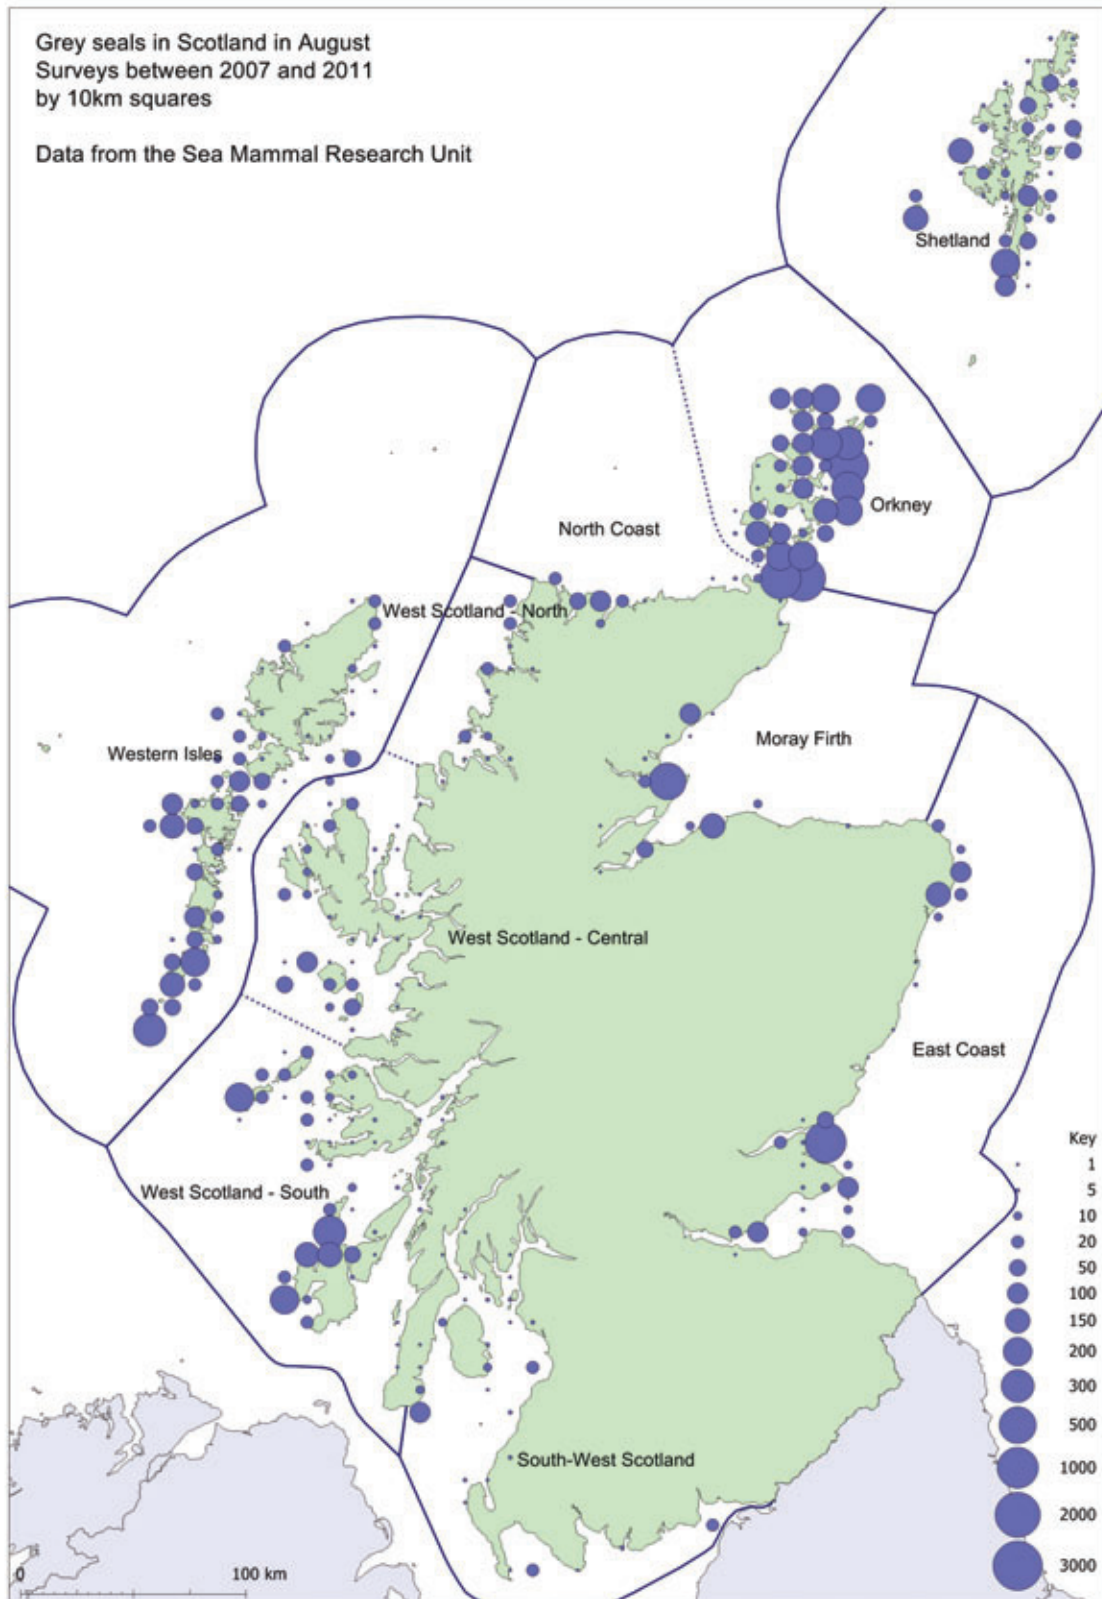 Grey seals in Scotland in August
Surveys between 2007 and 2011
by 10km squares
Data from the Sea Mammal Research Unit
Shetland
Orkney
North Coast
West Scotland - North
Moray Firth
Western Isles
West Scotland - Central
East Coast
West Scotland - South
South-West Scotland
Key
1
5
10
20
50
100
150
200
300
500
1000
2000
3000
0
100 km